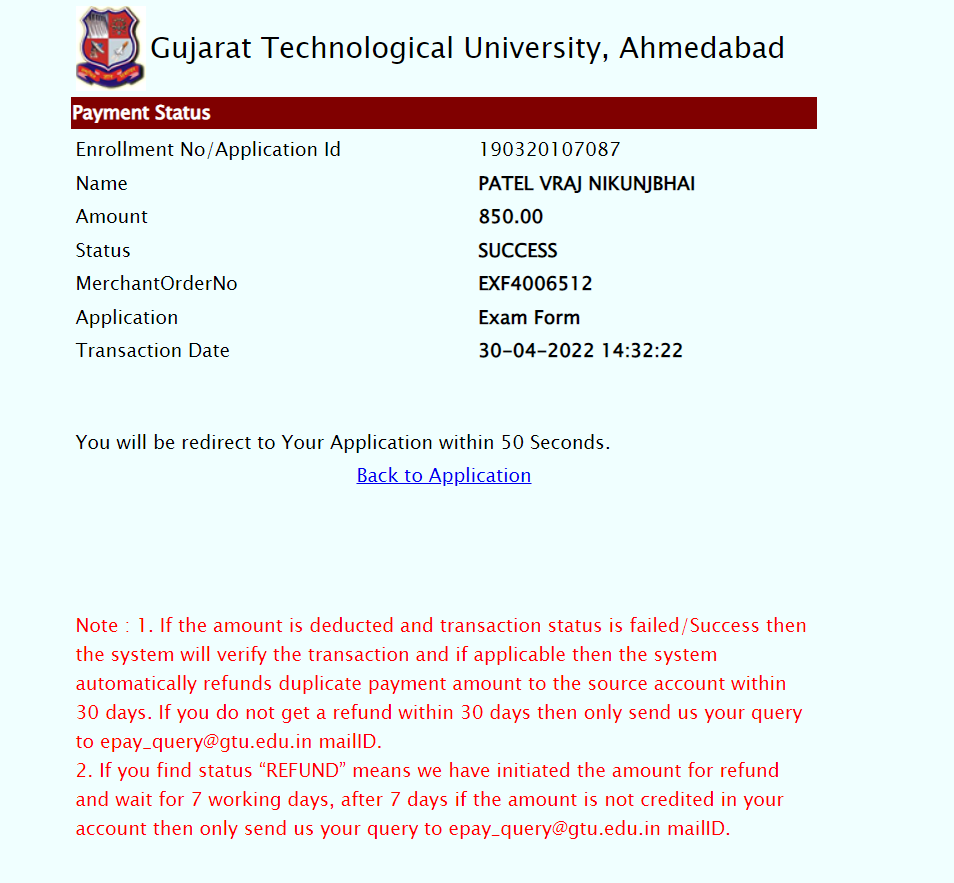 Gujarat Technological University, Ahmedabad
Payment Status
Enrollment No/Application Id 190320107087
Name PATEL VRAJ NIKUNJBHAI
Amount 850.00
Status SUCCESS
MerchantOrderNo EXF4006512
Application Exam Form
Transaction Date 30-04-2022 14:32:22
You will be redirect to Your Application within 50 Seconds.
Back to Application
Note : 1. If the amount is deducted and transaction status is failed/Success then
the system will verify the transaction and if applicable then the system
automatically refunds duplicate payment amount to the source account within
30 days. If you do not get a refund within 30 days then only send us your query
to epay_query@gtu.edu.in mailID.
2. If you find status “REFUND” means we have initiated the amount for refund
and wait for 7 working days, after 7 days if the amount is not credited in your
account then only send us your query to epay_query@gtu.edu.in mailID.